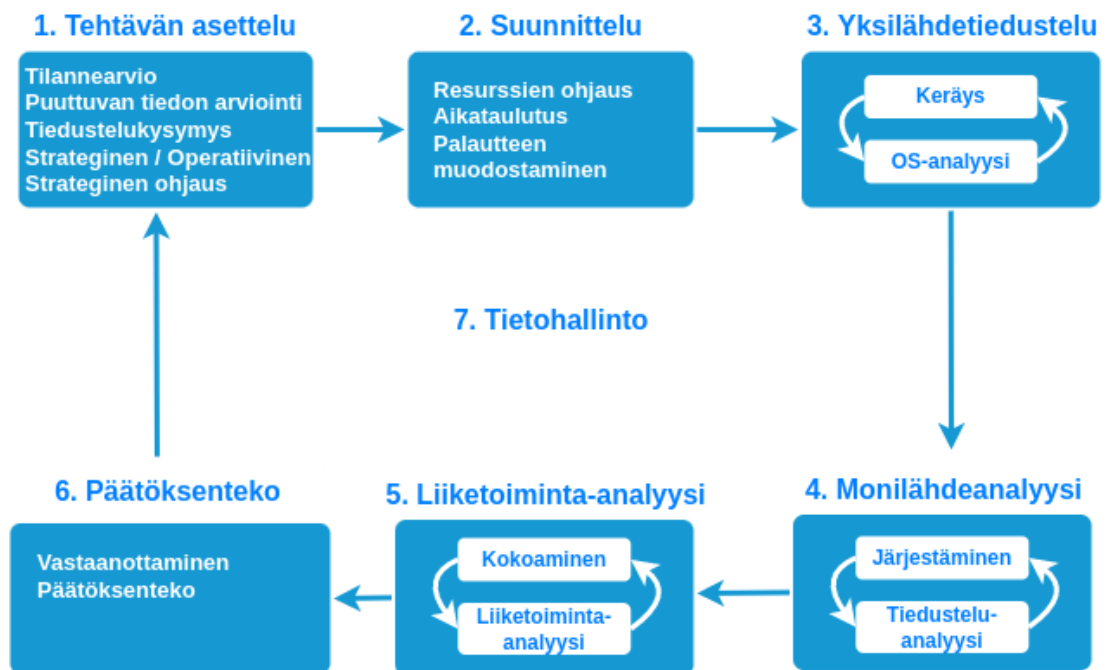 1. Tehtävän asettelu
Tilannearvio
Puuttuvan tiedon arviointi
Tiedustelukysymys
Strateginen / Operatiivinen
Strateginen ohjaus
2. Suunnittelu
Resurssien ohjaus
Aikataulutus
Palautteen
muodostaminen
3. Yksilähdetiedustelu
Keräys
OS-analyysi
7. Tietohallinto
6. Päätöksenteko
Vastaanottaminen
Päätöksenteko
5. Liiketoiminta-analyysi
Kokoaminen
Liiketoiminta-
analyysi
4. Monilähdeanalyysi
Järjestäminen
Tiedustelu-
analyysi